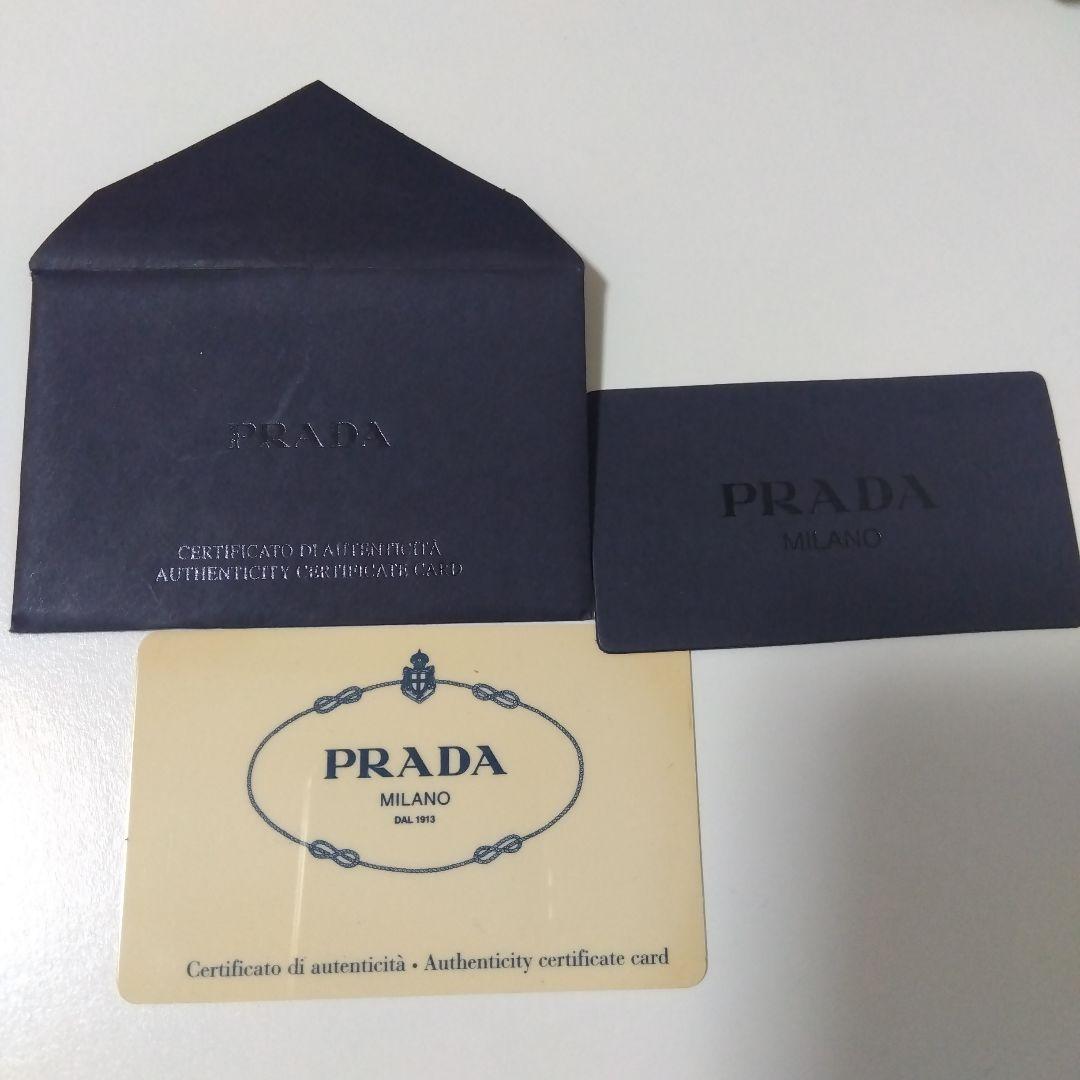 PRADA
CERTIFICATO DI AUTENTICITÀ
AUTHENTICITY CERTIFICATE CARD
PRADA
MILANO
PRADA
MILANO
DAL 1913
Certificato di autenticità • Authenticity certificate card